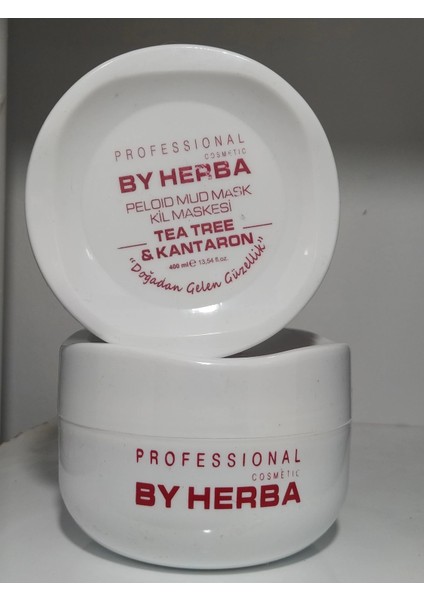 PROFESSIONAL
COSMETIC
BY HERBA
PELOID MUD MASK
KİL MASKESİ
TEA TREE
& KANTARON
400 ml e 13,54 fl.oz.
"Doğadan Gelen Güzellik"
PROFESSIONAL
COSMETIC
BY HERBA